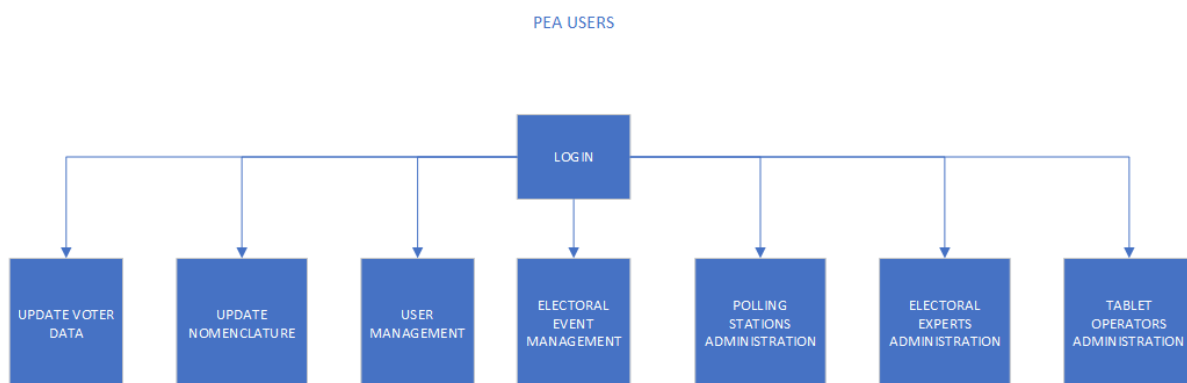 PEA USERS
LOGIN
UPDATE VOTER
DATA
UPDATE
NOMENCLATURE
USER
MANAGEMENT
ELECTORAL
EVENT
MANAGEMENT
POLLING
STATIONS
ADMINISTRATION
ELECTORAL
EXPERTS
ADMINISTRATION
TABLET
OPERATORS
ADMINISTRATION